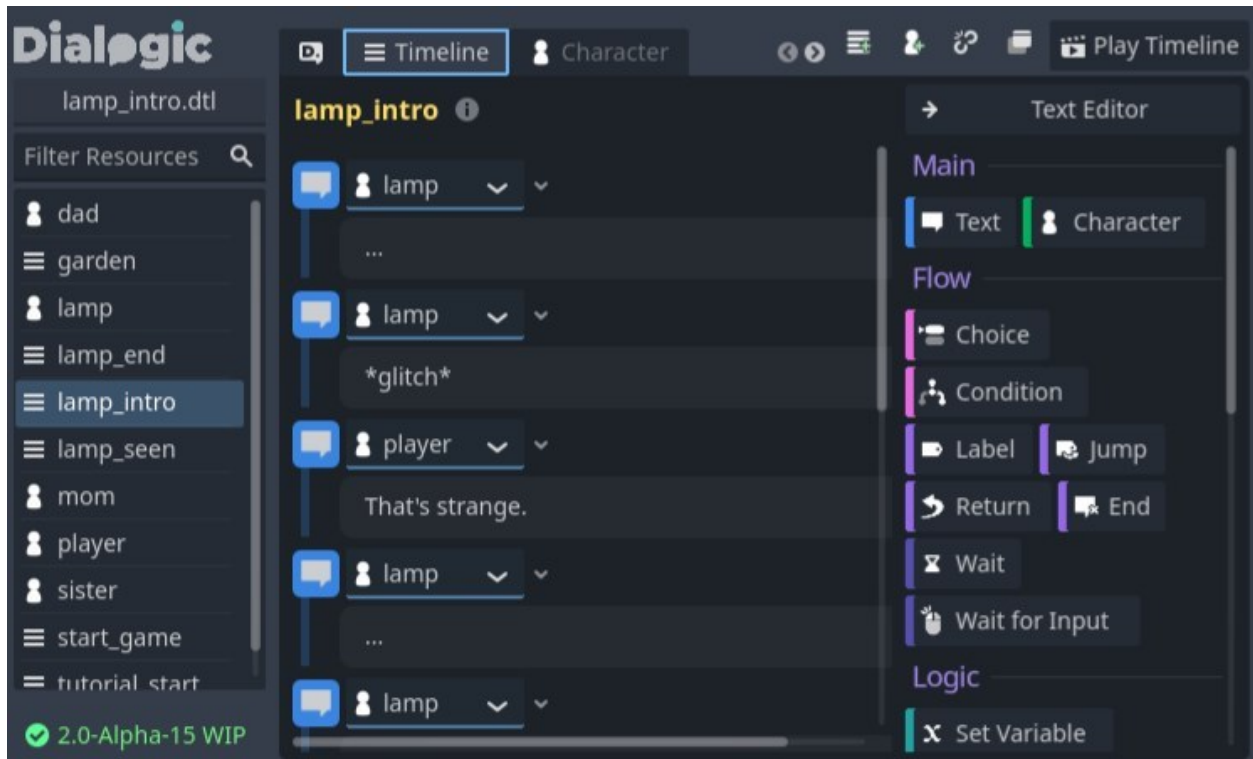 Dialogic
Timeline
Character
Play Timeline
lamp_intro.dtl
Filter Resources
dad
garden
lamp
lamp_end
lamp_intro
lamp_seen
mom
player
sister
start_game
tutorial_start
2.0-Alpha-15 WIP
lamp_intro
lamp
...
lamp
*glitch*
player
That's strange.
lamp
...
lamp
Text Editor
Main
Text Character
Flow
Choice
Condition
Label Jump
Return End
Wait
Wait for Input
Logic
Set Variable